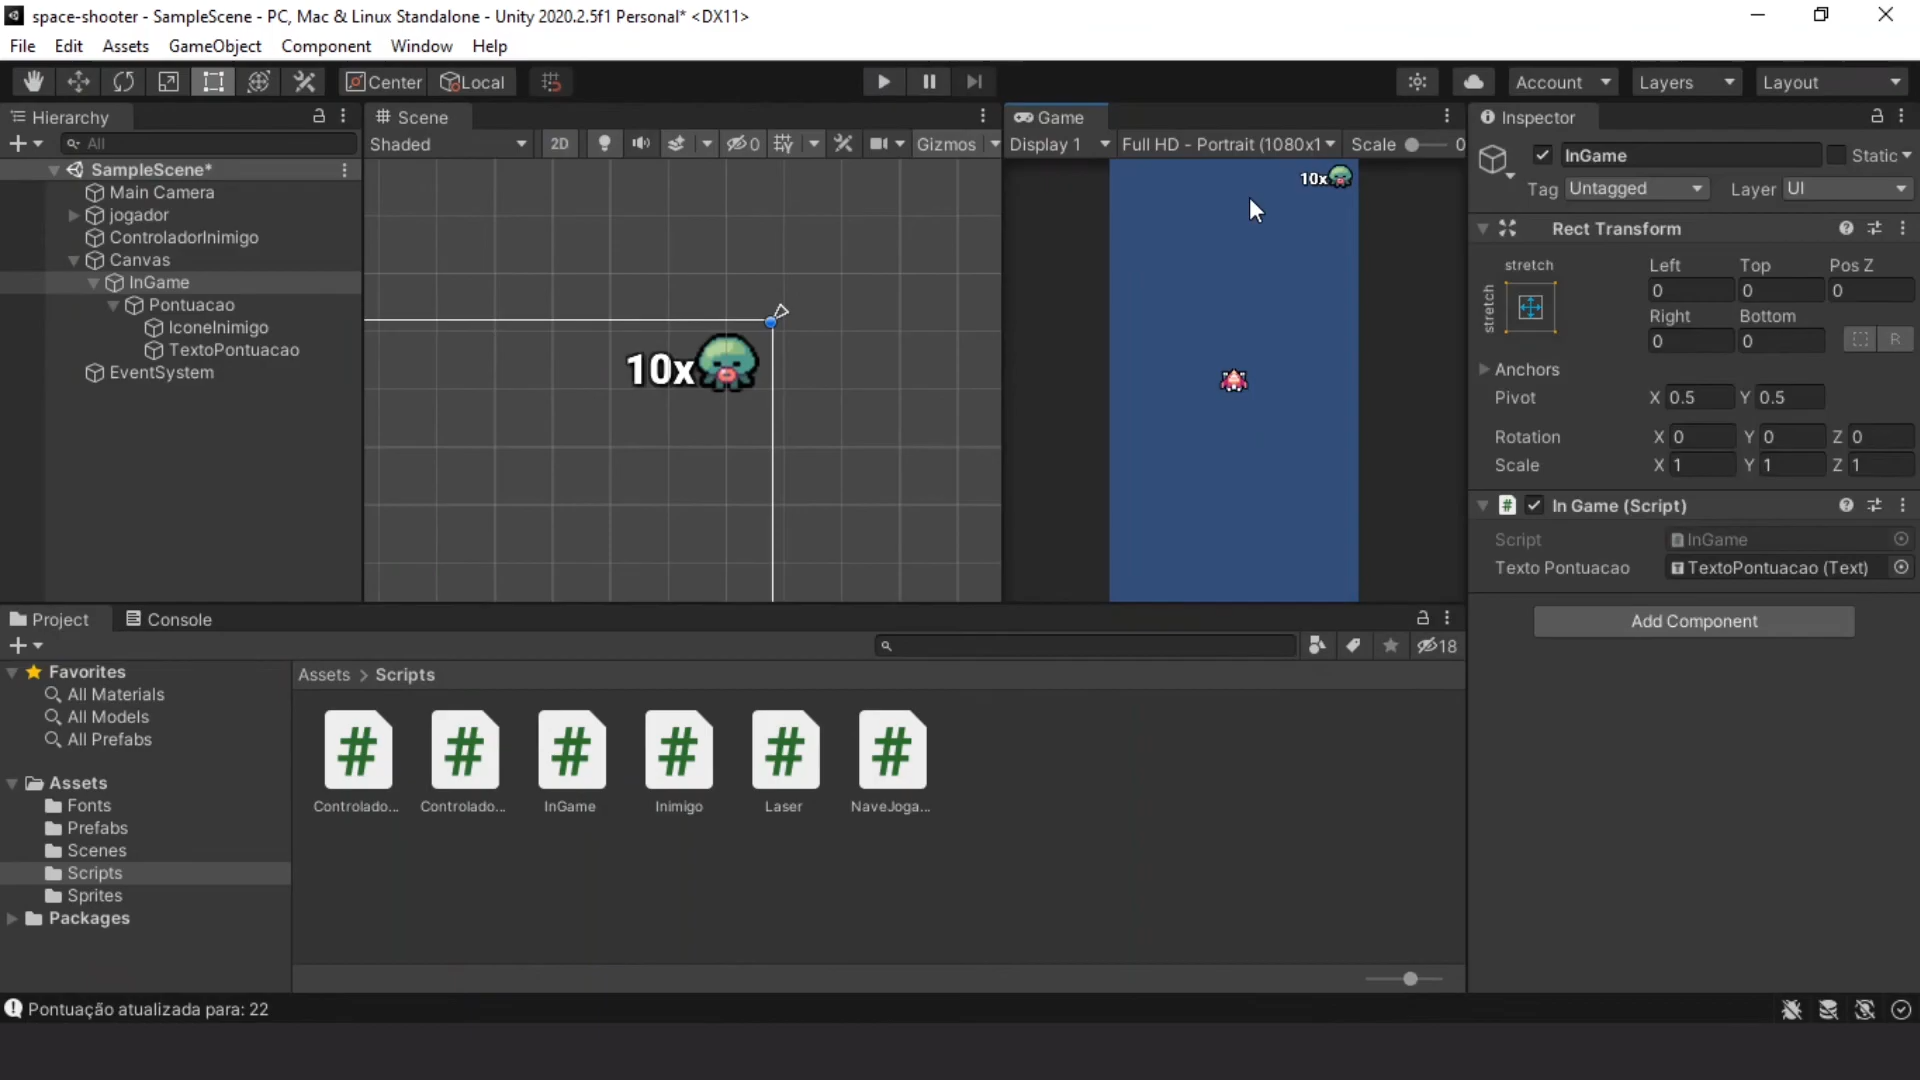 space-shooter - SampleScene - PC, Mac & Linux Standalone - Unity 2020.2.5f1 Personal* <DX11>
File Edit Assets GameObject Component Window Help
Center Local Account Layers Layout
Hierarchy
All
SampleScene*
Main Camera
jogador
ControladorInimigo
Canvas
InGame
Pontuacao
IconeInimigo
TextoPontuacao
EventSystem
Scene
Shaded 2D 0 Gizmos
10x
Game
Display 1 Full HD - Portrait (1080x1 Scale 0
10x
Inspector
InGame Static
Tag Untagged Layer UI
Rect Transform
stretch Left Top Pos Z
stretch 0 0 0
Right Bottom
0 0 R
Anchors
Pivot X 0.5 Y 0.5
Rotation X 0 Y 0 Z 0
Scale X 1 Y 1 Z 1
# In Game (Script)
Script InGame
Texto Pontuacao TextoPontuacao (Text)
Add Component
Project Console
18
Favorites
All Materials
All Models
All Prefabs
Assets
Fonts
Prefabs
Scenes
Scripts
Sprites
Packages
Assets > Scripts
# # # # # #
Controlado... Controlado... InGame Inimigo Laser NaveJoga...
Pontuação atualizada para: 22